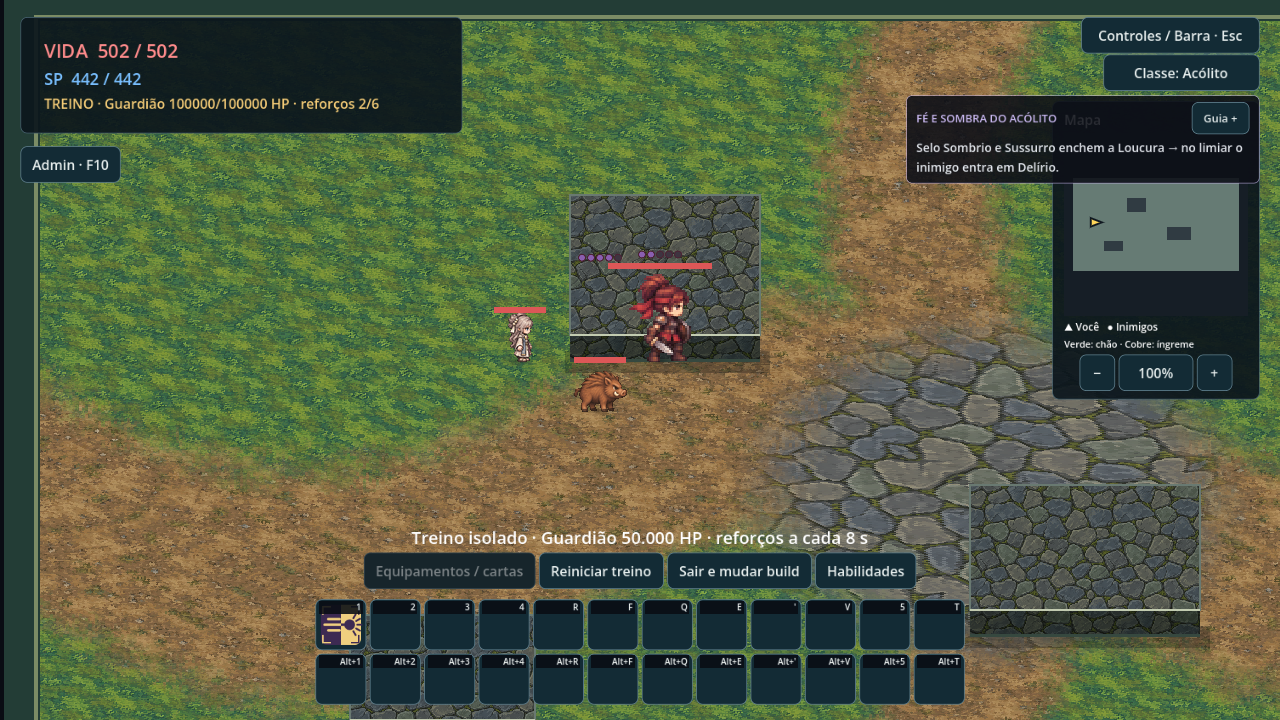 VIDA 502 / 502
SP 442 / 442
TREINO · Guardião 100000/100000 HP · reforços 2/6
Admin · F10
Controles / Barra · Esc
Classe: Acólito
FÉ E SOMBRA DO ACÓLITO
Mapa
Guia +
Selo Sombrio e Sussurro enchem a Loucura → no limiar o
inimigo entra em Delírio.
▲ Você ● Inimigos
Verde: chão · Cobre: íngreme
− 100% +
Treino isolado · Guardião 50.000 HP · reforços a cada 8 s
Equipamentos / cartas
Reiniciar treino
Sair e mudar build
Habilidades
1 2 3 4 R F Q E ' V 5 T
Alt+1 Alt+2 Alt+3 Alt+4 Alt+R Alt+F Alt+Q Alt+E Alt+' Alt+V Alt+5 Alt+T